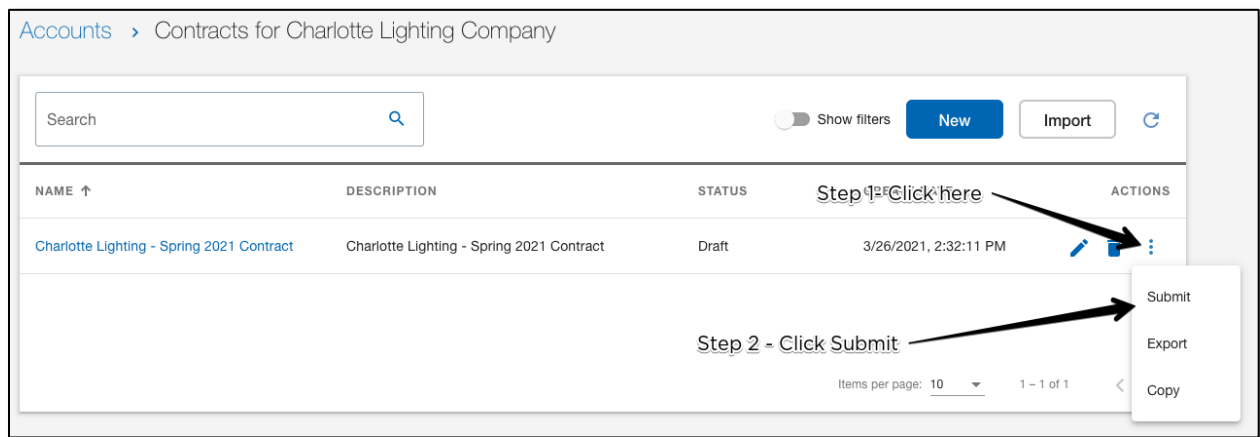 Accounts › Contracts for Charlotte Lighting Company
Search Show filters New Import
NAME ↑ DESCRIPTION STATUS ACTIONS
Step 1- Click here
Charlotte Lighting - Spring 2021 Contract Charlotte Lighting - Spring 2021 Contract Draft 3/26/2021, 2:32:11 PM
Submit
Step 2 - Click Submit
Export
Items per page: 10 1 – 1 of 1
Copy